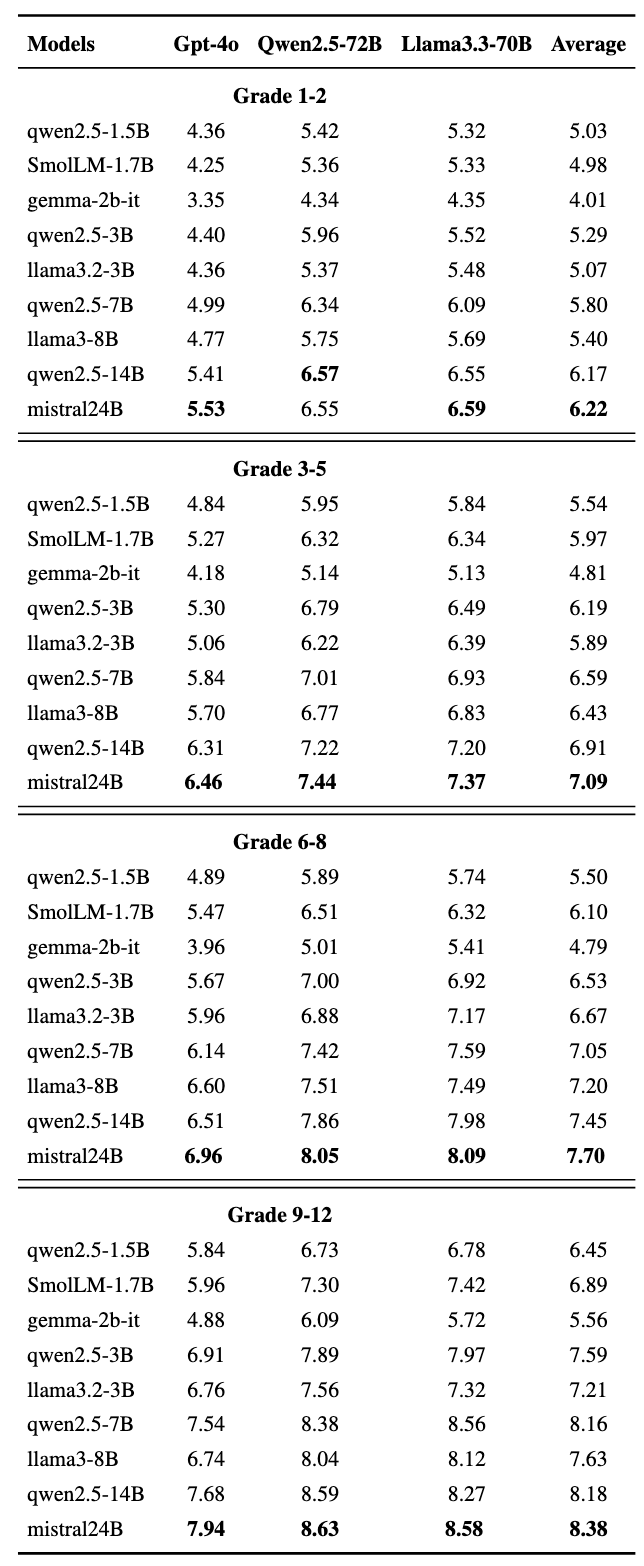 Models Gpt-4o Qwen2.5-72B Llama3.3-70B Average
Grade 1-2
qwen2.5-1.5B 4.36 5.42 5.32 5.03
SmolLM-1.7B 4.25 5.36 5.33 4.98
gemma-2b-it 3.35 4.34 4.35 4.01
qwen2.5-3B 4.40 5.96 5.52 5.29
llama3.2-3B 4.36 5.37 5.48 5.07
qwen2.5-7B 4.99 6.34 6.09 5.80
llama3-8B 4.77 5.75 5.69 5.40
qwen2.5-14B 5.41 6.57 6.55 6.17
mistral24B 5.53 6.55 6.59 6.22
Grade 3-5
qwen2.5-1.5B 4.84 5.95 5.84 5.54
SmolLM-1.7B 5.27 6.32 6.34 5.97
gemma-2b-it 4.18 5.14 5.13 4.81
qwen2.5-3B 5.30 6.79 6.49 6.19
llama3.2-3B 5.06 6.22 6.39 5.89
qwen2.5-7B 5.84 7.01 6.93 6.59
llama3-8B 5.70 6.77 6.83 6.43
qwen2.5-14B 6.31 7.22 7.20 6.91
mistral24B 6.46 7.44 7.37 7.09
Grade 6-8
qwen2.5-1.5B 4.89 5.89 5.74 5.50
SmolLM-1.7B 5.47 6.51 6.32 6.10
gemma-2b-it 3.96 5.01 5.41 4.79
qwen2.5-3B 5.67 7.00 6.92 6.53
llama3.2-3B 5.96 6.88 7.17 6.67
qwen2.5-7B 6.14 7.42 7.59 7.05
llama3-8B 6.60 7.51 7.49 7.20
qwen2.5-14B 6.51 7.86 7.98 7.45
mistral24B 6.96 8.05 8.09 7.70
Grade 9-12
qwen2.5-1.5B 5.84 6.73 6.78 6.45
SmolLM-1.7B 5.96 7.30 7.42 6.89
gemma-2b-it 4.88 6.09 5.72 5.56
qwen2.5-3B 6.91 7.89 7.97 7.59
llama3.2-3B 6.76 7.56 7.32 7.21
qwen2.5-7B 7.54 8.38 8.56 8.16
llama3-8B 6.74 8.04 8.12 7.63
qwen2.5-14B 7.68 8.59 8.27 8.18
mistral24B 7.94 8.63 8.58 8.38